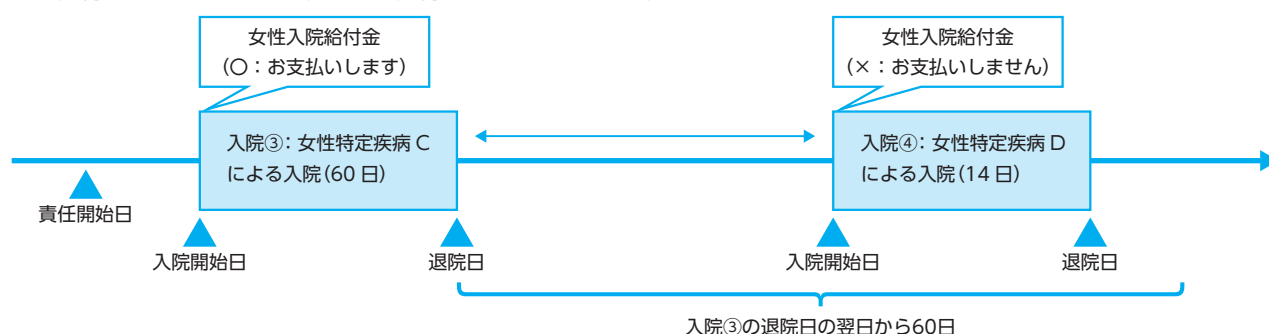 女性入院給付金
(〇：お支払いします)
女性入院給付金
(×：お支払いしません)
入院③：女性特定疾病 C
による入院(60 日)
入院④：女性特定疾病 D
による入院(14 日)
責任開始日
入院開始日
退院日
入院開始日
退院日
入院③の退院日の翌日から60日